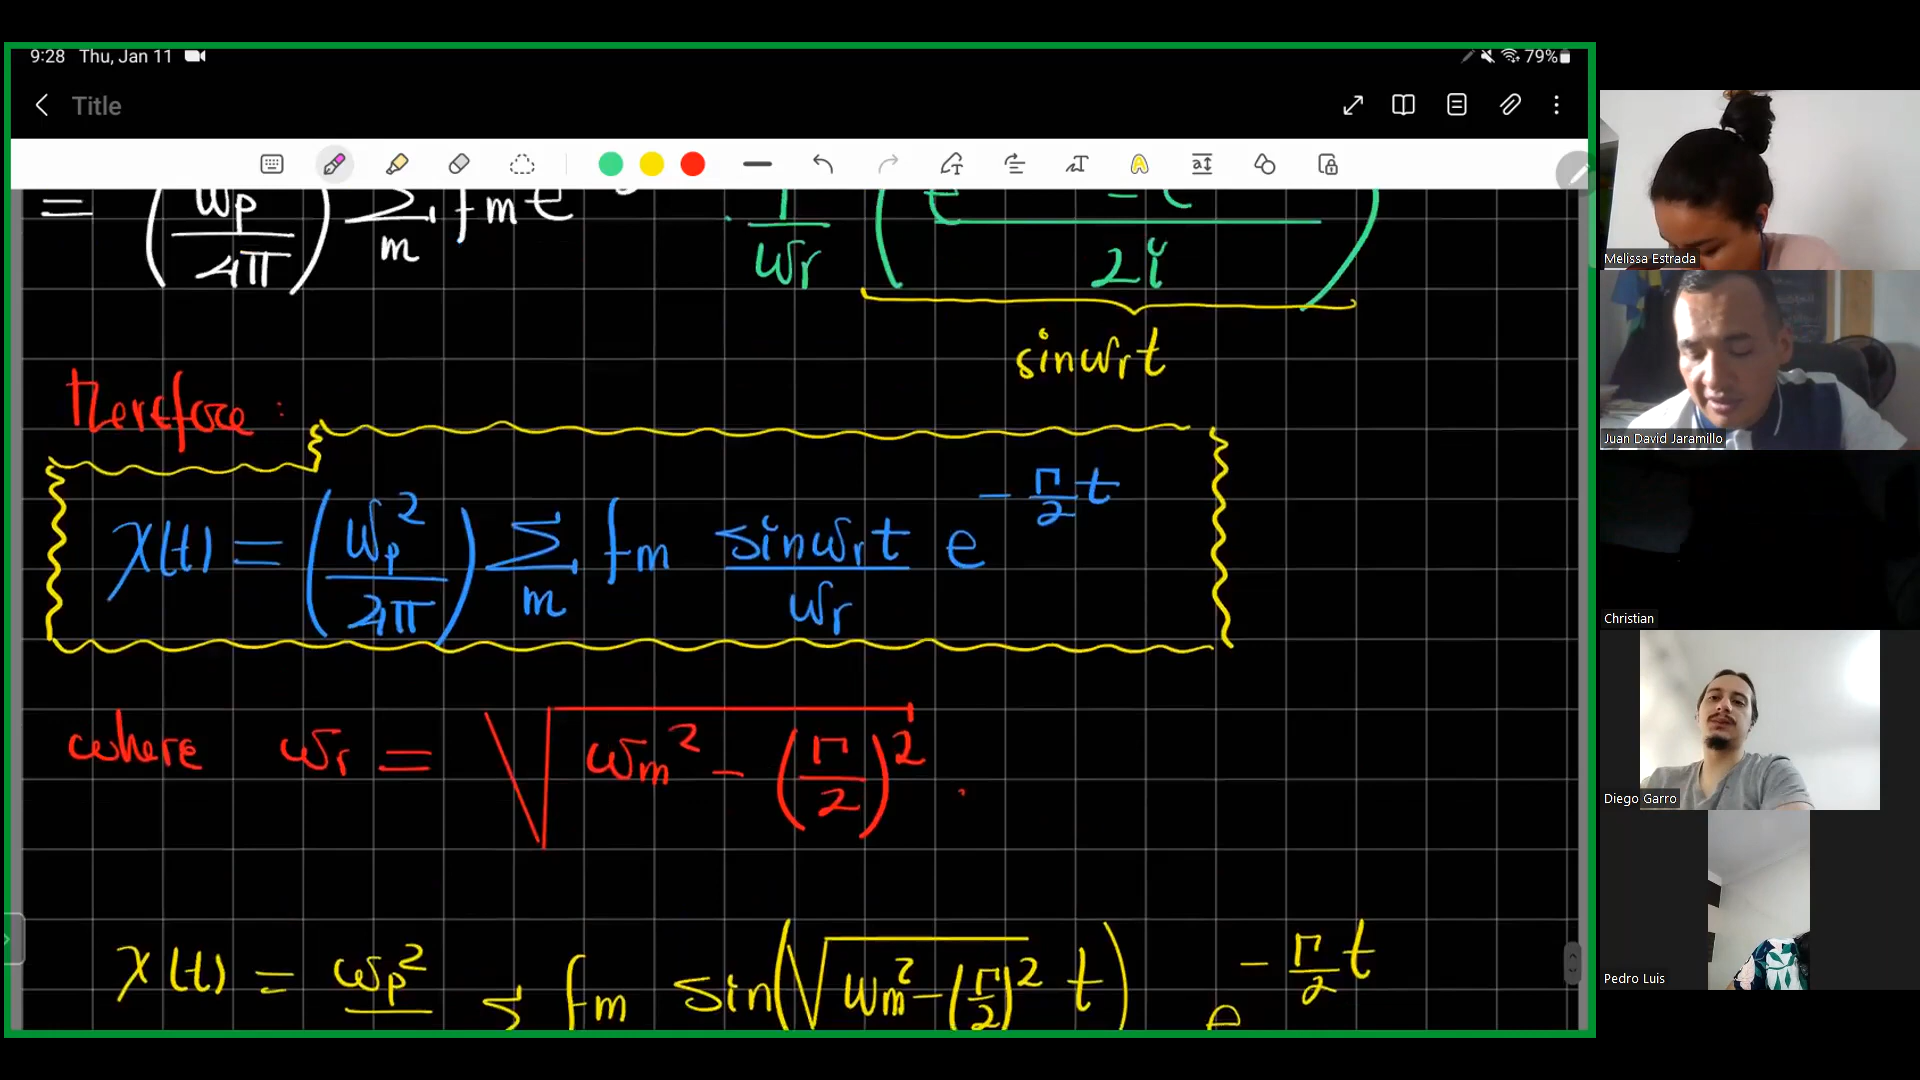 9:28 Thu, Jan 11 79%
Title
= (ωp / 4π) Σm fm e · 1/ωr ( e − e / 2i )
sinωrt
therefore:
χ(t) = (ωp² / 4π) Σm fm sinωrt / ωr e^(−Γ/2 t)
where ωr = √(ωm² − (Γ/2)²) .
χ(t) = ωp² Σ fm sin(√(ωm² − (Γ/2)²) t) e^(−Γ/2 t)
Melissa Estrada
Juan David Jaramillo
Christian
Diego Garro
Pedro Luis